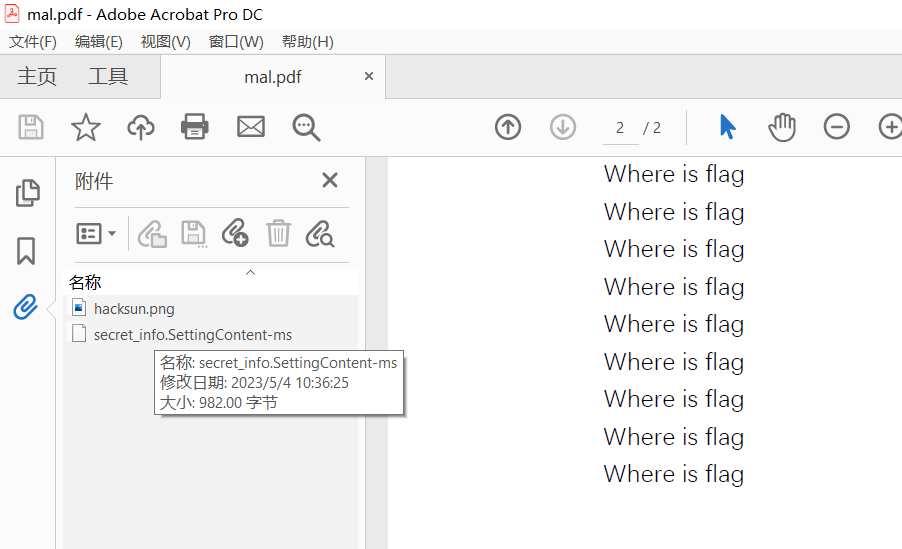 mal.pdf - Adobe Acrobat Pro DC
文件(F) 编辑(E) 视图(V) 窗口(W) 帮助(H)
主页 工具 mal.pdf ×
2 / 2
附件
名称
hacksun.png
secret_info.SettingContent-ms
名称: secret_info.SettingContent-ms
修改日期: 2023/5/4 10:36:25
大小: 982.00 字节
Where is flag
Where is flag
Where is flag
Where is flag
Where is flag
Where is flag
Where is flag
Where is flag
Where is flag